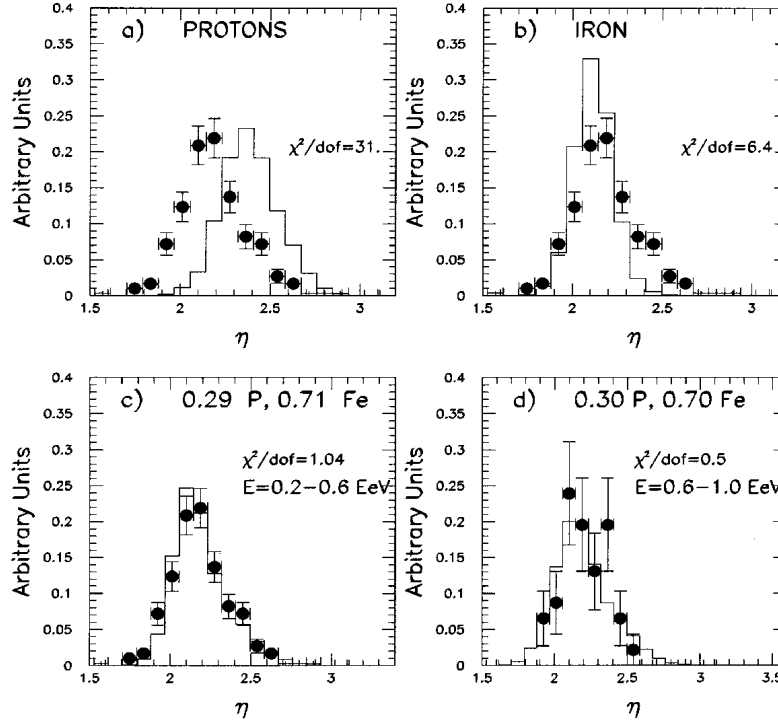 a) PROTONS
Arbitrary Units
0.4
0.35
0.3
0.25
0.2
0.15
0.1
0.05
0
χ²/dof=31.
1.5 2 2.5 3
η
b) IRON
Arbitrary Units
0.4
0.35
0.3
0.25
0.2
0.15
0.1
0.05
0
χ²/dof=6.4
1.5 2 2.5 3
η
c) 0.29 P, 0.71 Fe
Arbitrary Units
0.4
0.35
0.3
0.25
0.2
0.15
0.1
0.05
0
χ²/dof=1.04
E=0.2−0.6 EeV
1.5 2 2.5 3
η
d) 0.30 P, 0.70 Fe
Arbitrary Units
0.4
0.35
0.3
0.25
0.2
0.15
0.1
0.05
0
χ²/dof=0.5
E=0.6−1.0 EeV
1.5 2 2.5 3 3.5
η